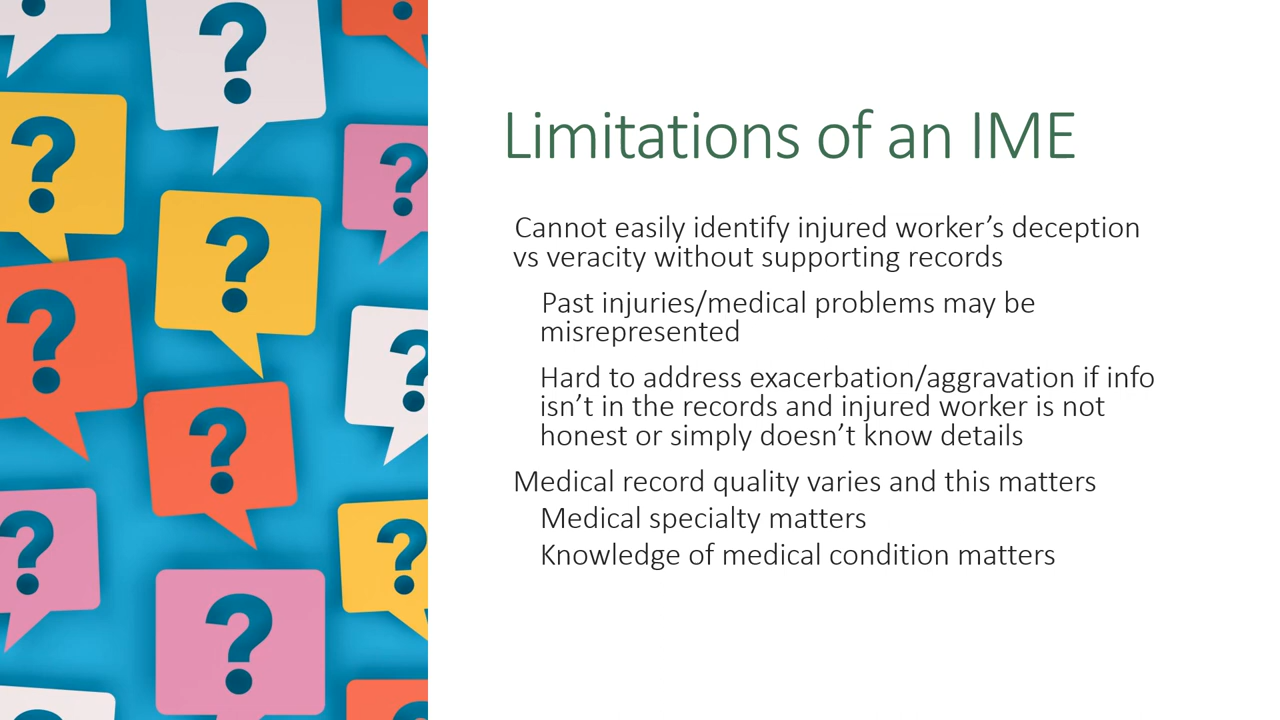 ?
?
?
?
?
?
?
?
?
?
?
?
?
Limitations of an IME
Cannot easily identify injured worker’s deception
vs veracity without supporting records
Past injuries/medical problems may be
misrepresented
Hard to address exacerbation/aggravation if info
isn’t in the records and injured worker is not
honest or simply doesn’t know details
Medical record quality varies and this matters
Medical specialty matters
Knowledge of medical condition matters